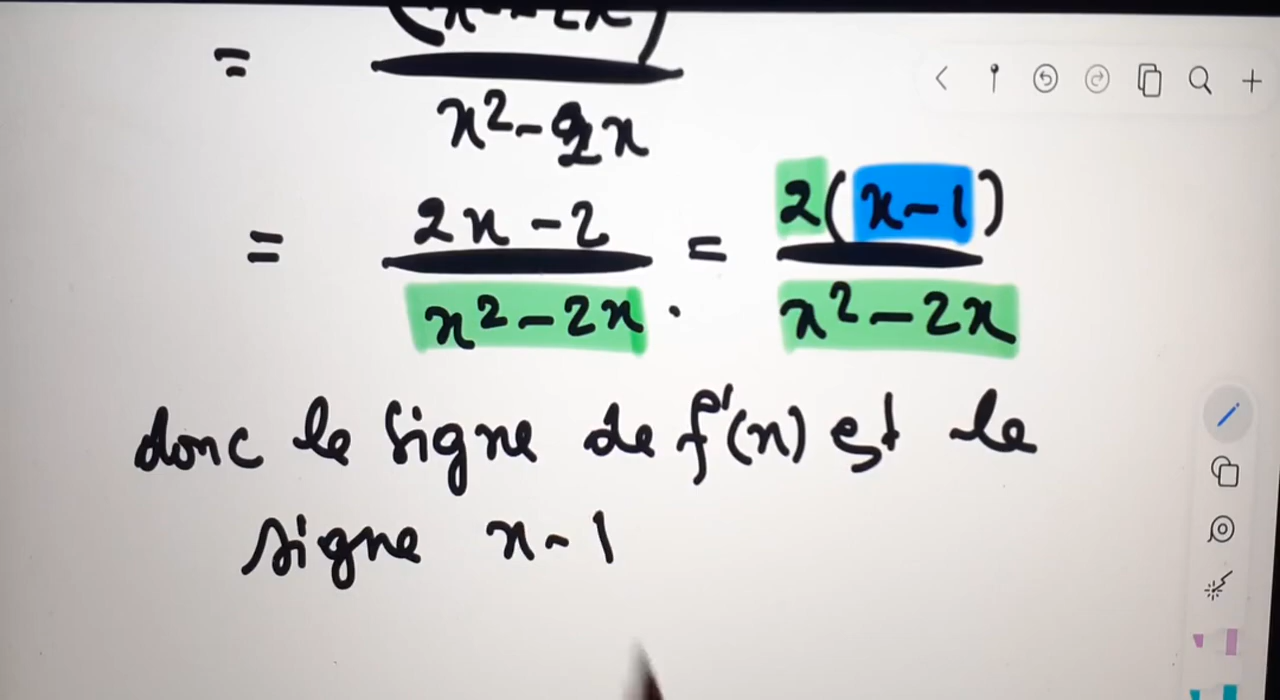 =
x² - 2x
= 2x - 2 / x² - 2x . = 2(x - 1) / x² - 2x
donc le signe de f'(x) est le
signe x - 1